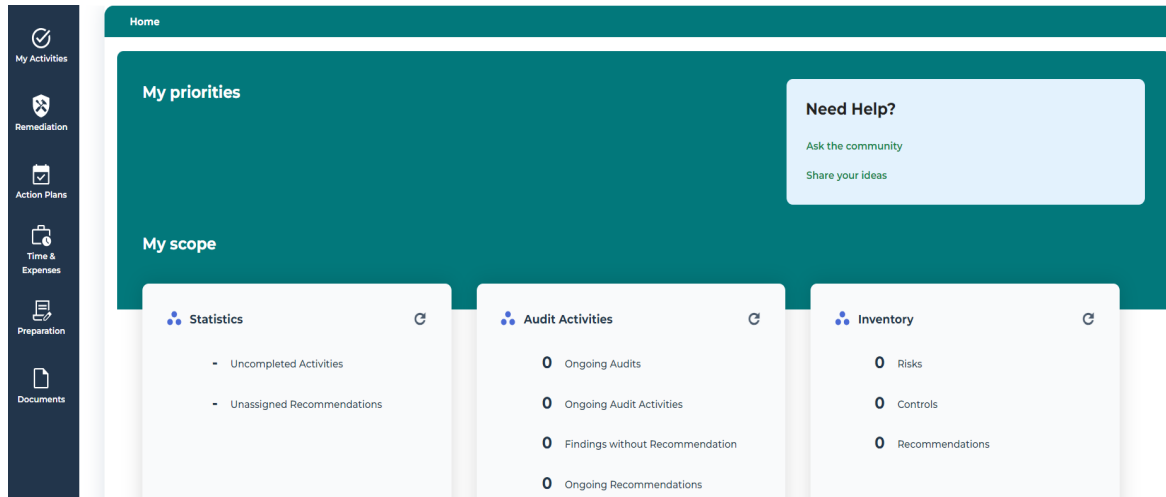 My Activities
Remediation
Action Plans
Time &
Expenses
Preparation
Documents
Home
My priorities
Need Help?
Ask the community
Share your ideas
My scope
Statistics
- Uncompleted Activities
- Unassigned Recommendations
Audit Activities
0 Ongoing Audits
0 Ongoing Audit Activities
0 Findings without Recommendation
0 Ongoing Recommendations
Inventory
0 Risks
0 Controls
0 Recommendations